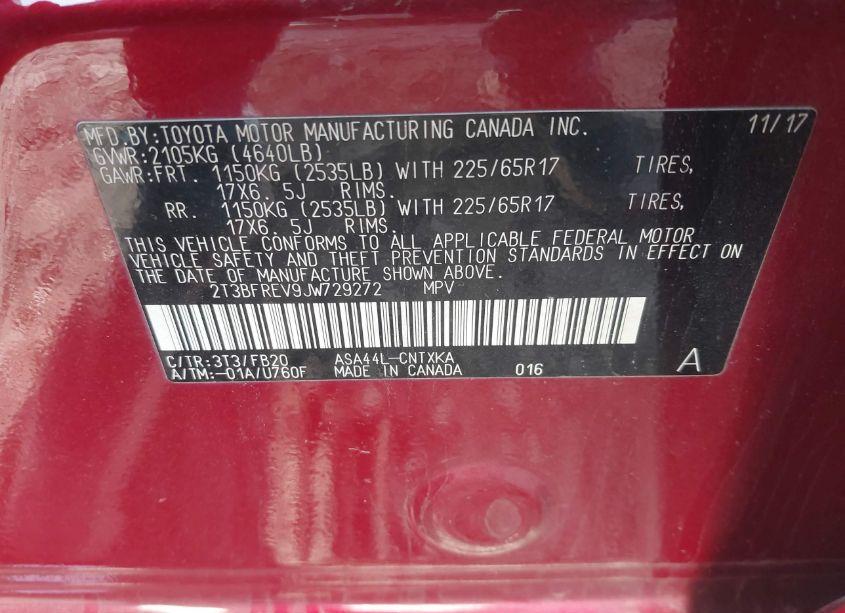 MFD.BY:TOYOTA MOTOR MANUFACTURING CANADA INC. 11/17
GVWR:2105KG (4640LB)
GAWR:FRT. 1150KG (2535LB) WITH 225/65R17 TIRES,
17X6. 5J RIMS.
RR. 1150KG (2535LB) WITH 225/65R17 TIRES,
17X6. 5J RIMS.
THIS VEHICLE CONFORMS TO ALL APPLICABLE FEDERAL MOTOR
VEHICLE SAFETY AND THEFT PREVENTION STANDARDS IN EFFECT ON
THE DATE OF MANUFACTURE SHOWN ABOVE.
2T3BFREV9JW729272 MPV
C/TR:3T3/FB20 ASA44L-CNTXKA
A/TM:-01A/U760F MADE IN CANADA 016 A